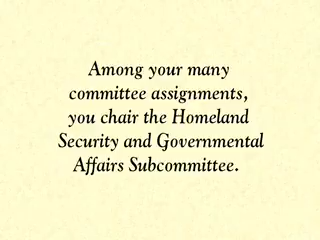 Among your many
committee assignments,
you chair the Homeland
Security and Governmental
Affairs Subcommittee.